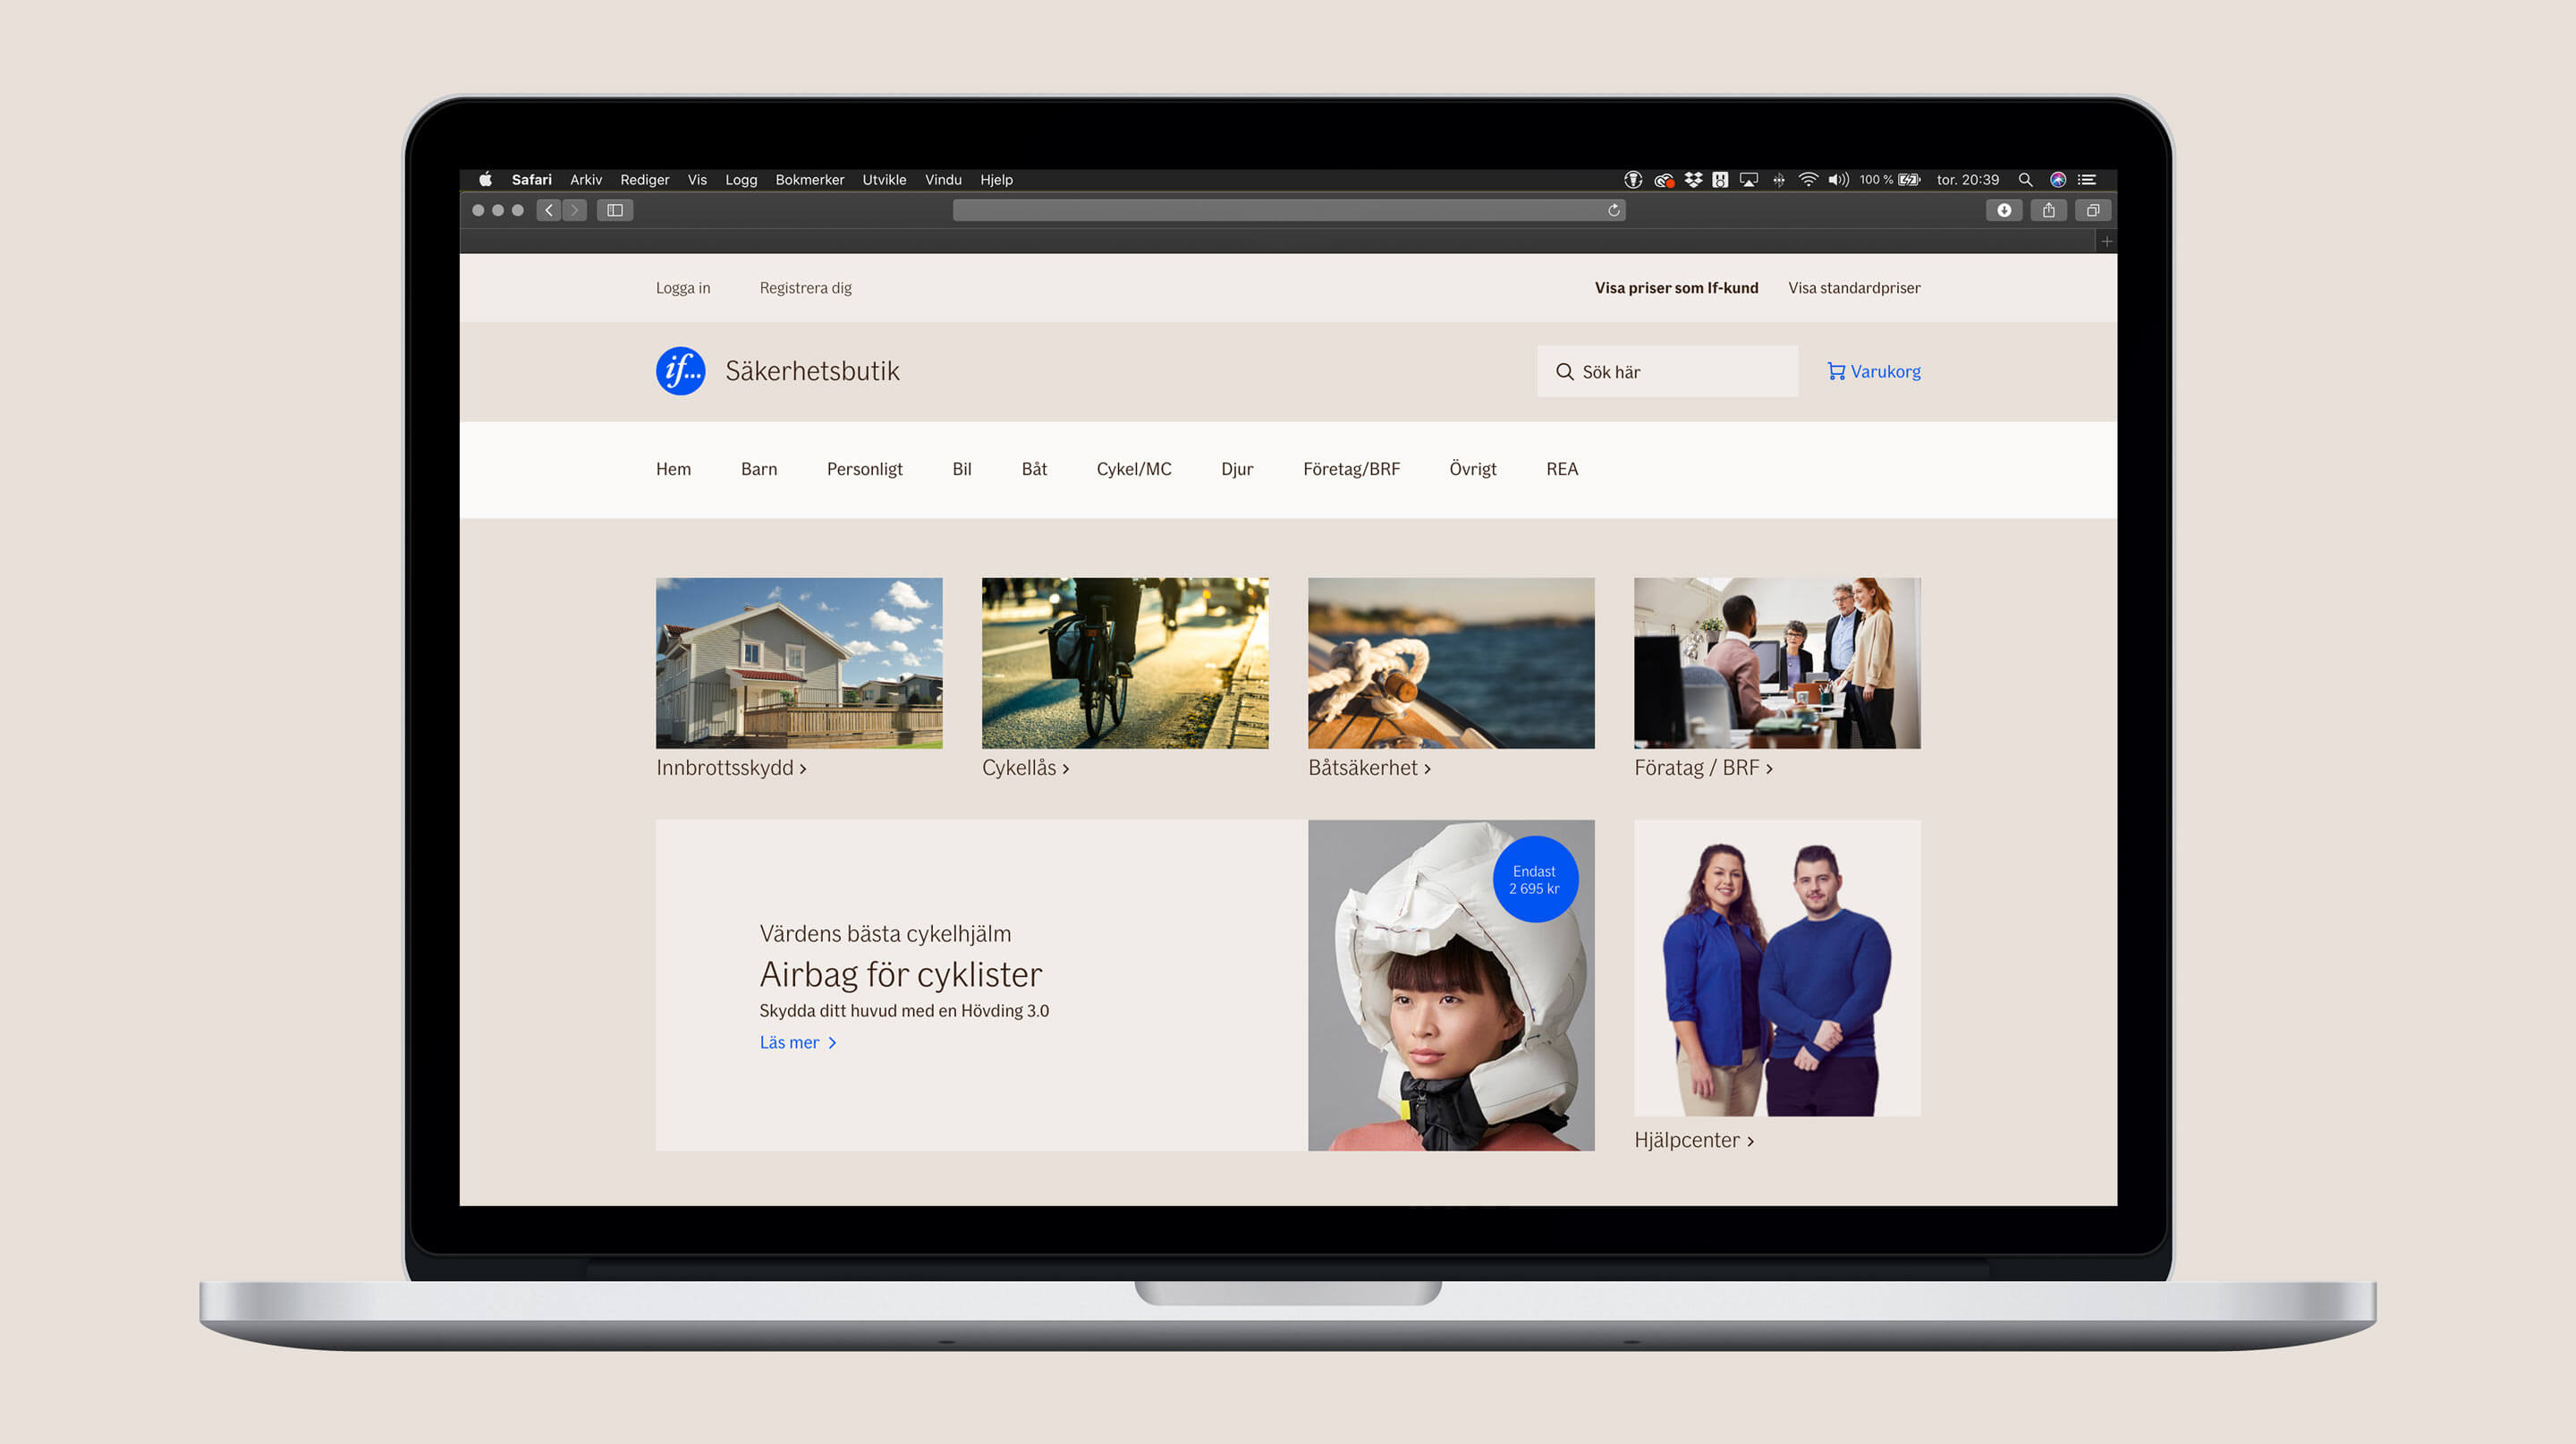 Safari Arkiv Rediger Vis Logg Bokmerker Utvikle Vindu Hjelp 100 % tor. 20:39
Logga in Registrera dig Visa priser som If-kund Visa standardpriser
if... Säkerhetsbutik Sök här Varukorg
Hem Barn Personligt Bil Båt Cykel/MC Djur Företag/BRF Övrigt REA
Innbrottsskydd Cykellås Båtsäkerhet Företag / BRF
Endast
2 695 kr
Värdens bästa cykelhjälm
Airbag för cyklister
Skydda ditt huvud med en Hövding 3.0
Läs mer
Hjälpcenter